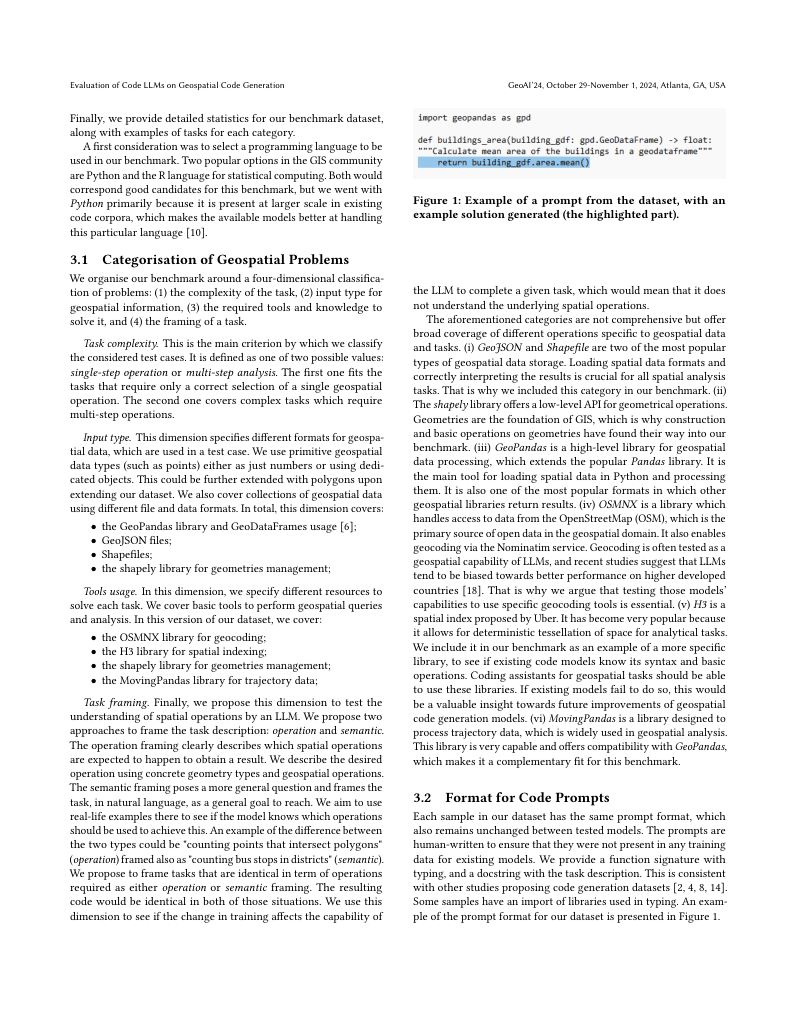 Evaluation of Code LLMs on Geospatial Code Generation
GeoAI'24, October 29-November 1, 2024, Atlanta, GA, USA
Finally, we provide detailed statistics for our benchmark dataset,
along with examples of tasks for each category.
A first consideration was to select a programming language to be
used in our benchmark. Two popular options in the GIS community
are Python and the R language for statistical computing. Both would
correspond good candidates for this benchmark, but we went with
Python primarily because it is present at larger scale in existing
code corpora, which makes the available models better at handling
this particular language [10].
3.1 Categorisation of Geospatial Problems
We organise our benchmark around a four-dimensional classifica-
tion of problems: (1) the complexity of the task, (2) input type for
geospatial information, (3) the required tools and knowledge to
solve it, and (4) the framing of a task.
Task complexity. This is the main criterion by which we classify
the considered test cases. It is defined as one of two possible values:
single-step operation or multi-step analysis. The first one fits the
tasks that require only a correct selection of a single geospatial
operation. The second one covers complex tasks which require
multi-step operations.
Input type. This dimension specifies different formats for geospa-
tial data, which are used in a test case. We use primitive geospatial
data types (such as points) either as just numbers or using dedi-
cated objects. This could be further extended with polygons upon
extending our dataset. We also cover collections of geospatial data
using different file and data formats. In total, this dimension covers:
• the GeoPandas library and GeoDataFrames usage [6];
• GeoJSON files;
• Shapefiles;
• the shapely library for geometries management;
Tools usage. In this dimension, we specify different resources to
solve each task. We cover basic tools to perform geospatial queries
and analysis. In this version of our dataset, we cover:
• the OSMNX library for geocoding;
• the H3 library for spatial indexing;
• the shapely library for geometries management;
• the MovingPandas library for trajectory data;
Task framing. Finally, we propose this dimension to test the
understanding of spatial operations by an LLM. We propose two
approaches to frame the task description: operation and semantic.
The operation framing clearly describes which spatial operations
are expected to happen to obtain a result. We describe the desired
operation using concrete geometry types and geospatial operations.
The semantic framing poses a more general question and frames the
task, in natural language, as a general goal to reach. We aim to use
real-life examples there to see if the model knows which operations
should be used to achieve this. An example of the difference between
the two types could be "counting points that intersect polygons"
(operation) framed also as "counting bus stops in districts" (semantic).
We propose to frame tasks that are identical in term of operations
required as either operation or semantic framing. The resulting
code would be identical in both of those situations. We use this
dimension to see if the change in training affects the capability of
import geopandas as gpd
def buildings_area(building_gdf: gpd.GeoDataFrame) -> float:
"""Calculate mean area of the buildings in a geodataframe"""
return building_gdf.area.mean()
Figure 1: Example of a prompt from the dataset, with an
example solution generated (the highlighted part).
the LLM to complete a given task, which would mean that it does
not understand the underlying spatial operations.
The aforementioned categories are not comprehensive but offer
broad coverage of different operations specific to geospatial data
and tasks. (i) GeoJSON and Shapefile are two of the most popular
types of geospatial data storage. Loading spatial data formats and
correctly interpreting the results is crucial for all spatial analysis
tasks. That is why we included this category in our benchmark. (ii)
The shapely library offers a low-level API for geometrical operations.
Geometries are the foundation of GIS, which is why construction
and basic operations on geometries have found their way into our
benchmark. (iii) GeoPandas is a high-level library for geospatial
data processing, which extends the popular Pandas library. It is
the main tool for loading spatial data in Python and processing
them. It is also one of the most popular formats in which other
geospatial libraries return results. (iv) OSMNX is a library which
handles access to data from the OpenStreetMap (OSM), which is the
primary source of open data in the geospatial domain. It also enables
geocoding via the Nominatim service. Geocoding is often tested as a
geospatial capability of LLMs, and recent studies suggest that LLMs
tend to be biased towards better performance on higher developed
countries [18]. That is why we argue that testing those models'
capabilities to use specific geocoding tools is essential. (v) H3 is a
spatial index proposed by Uber. It has become very popular because
it allows for deterministic tessellation of space for analytical tasks.
We include it in our benchmark as an example of a more specific
library, to see if existing code models know its syntax and basic
operations. Coding assistants for geospatial tasks should be able
to use these libraries. If existing models fail to do so, this would
be a valuable insight towards future improvements of geospatial
code generation models. (vi) MovingPandas is a library designed to
process trajectory data, which is widely used in geospatial analysis.
This library is very capable and offers compatibility with GeoPandas,
which makes it a complementary fit for this benchmark.
3.2 Format for Code Prompts
Each sample in our dataset has the same prompt format, which
also remains unchanged between tested models. The prompts are
human-written to ensure that they were not present in any training
data for existing models. We provide a function signature with
typing, and a docstring with the task description. This is consistent
with other studies proposing code generation datasets [2, 4, 8, 14].
Some samples have an import of libraries used in typing. An exam-
ple of the prompt format for our dataset is presented in Figure 1.